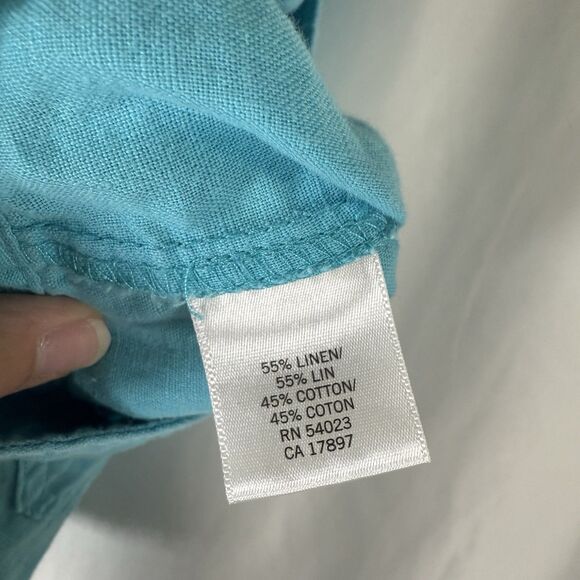 55% LINEN/
55% LIN
45% COTTON/
45% COTON
RN 54023
CA 17897